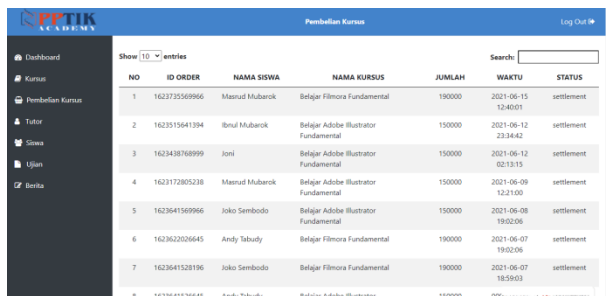 PPTIK
ACADEMY
Pembelian Kursus
Log Out
Dashboard
Kursus
Pembelian Kursus
Tutor
Siswa
Ujian
Berita
Show 10 entries
Search:
NO ID ORDER NAMA SISWA NAMA KURSUS JUMLAH WAKTU STATUS
1 1623735569966 Masrud Mubarok Belajar Filmora Fundamental 190000 2021-06-15 settlement
12:40:01
2 1623515641394 Ibnul Mubarok Belajar Adobe Illustrator 150000 2021-06-12 settlement
Fundamental 23:34:42
3 1623438768999 Joni Belajar Adobe Illustrator 150000 2021-06-12 settlement
Fundamental 02:13:15
4 1623172805238 Masrud Mubarok Belajar Adobe Illustrator 150000 2021-06-09 settlement
Fundamental 12:21:00
5 1623641569966 Joko Sembodo Belajar Adobe Illustrator 150000 2021-06-08 settlement
Fundamental 19:02:06
6 1623622026645 Andy Tabudy Belajar Filmora Fundamental 190000 2021-06-07 settlement
19:02:06
7 1623641528196 Joko Sembodo Belajar Filmora Fundamental 190000 2021-06-07 settlement
18:59:03